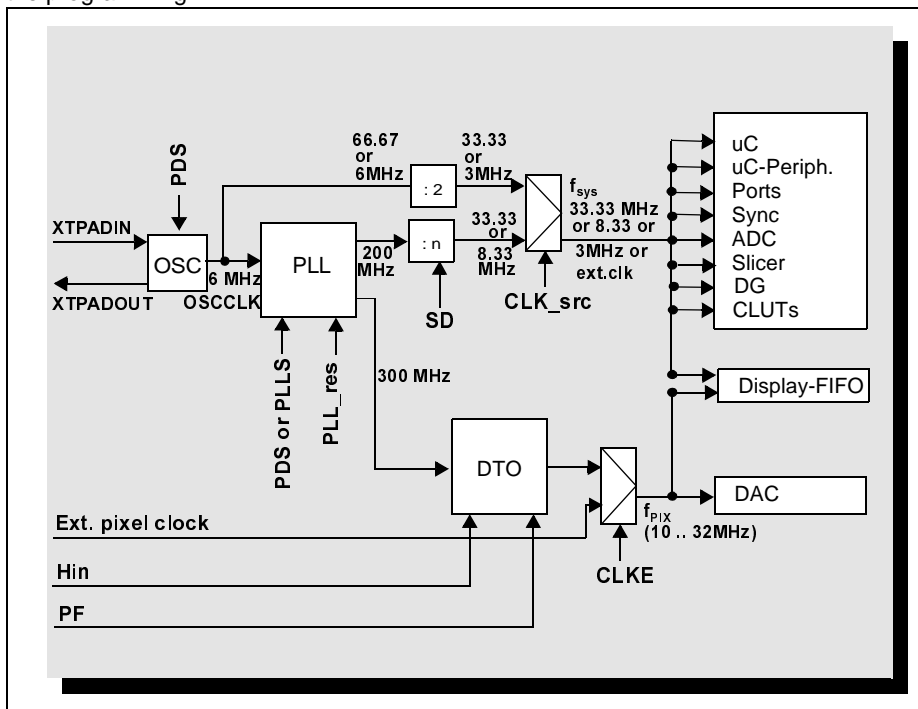 PDS
XTPADIN
XTPADOUT
OSC
6 MHz
OSCCLK
PLL
PDS or PLLS
PLL_res
66.67
or
6MHz
: 2
33.33
or
3MHz
200
MHz
: n
SD
33.33
or
8.33
MHz
CLK_src
fsys
33.33 MHz
or 8.33 or
3MHz or
ext.clk
uC
uC-Periph.
Ports
Sync
ADC
Slicer
DG
CLUTs
300 MHz
Display-FIFO
DTO
DAC
Ext. pixel clock
fPIX
(10 .. 32MHz)
CLKE
Hin
PF